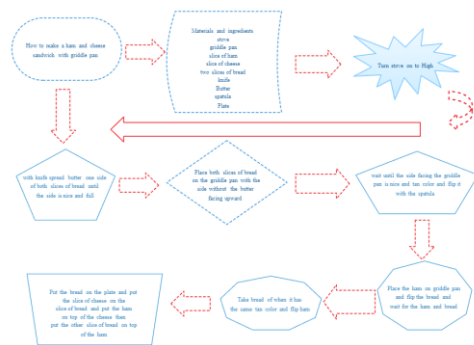 How to make a ham and cheese
sandwich with griddle pan
Materials and ingredients
stove
griddle pan
slice of ham
slice of cheese
two slices of bread
knife
Butter
spatula
Plate
Turn stove on to High
with knife spread butter one side
of both slices of bread until
the side is nice and full
Place both slices of bread
on the griddle pan with the
side without the butter
facing upward
wait until the side facing the griddle
pan is nice and tan color and flip it
with the spatula
Place the ham on griddle pan
and flip the bread and
wait for the ham and bread
Take bread of when it has
the same tan color and flip ham
Put the bread on the plate and put
the slice of cheese on the
slice of bread and put the ham
on top of the cheese then
put the other slice of bread on top
of the ham